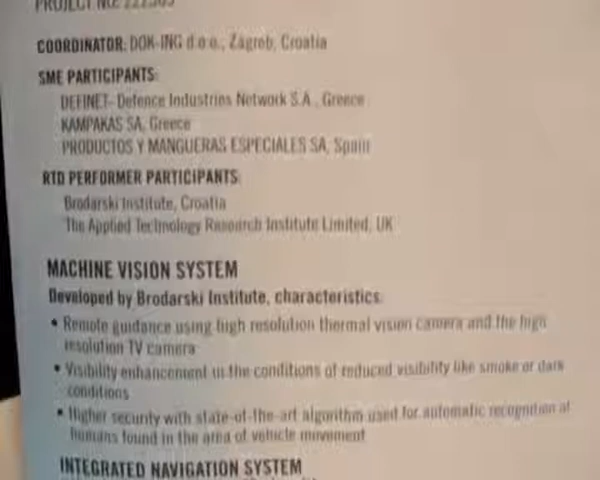 PROJECT NO: 222303
COORDINATOR: DOK-ING d.o.o., Zagreb, Croatia
SME PARTICIPANTS:
DEFINET- Defence Industries Network S.A., Greece
KAMPAKAS SA, Greece
PRODUCTOS Y MANGUERAS ESPECIALES SA, Spain
RTD PERFORMER PARTICIPANTS:
Brodarski Institute, Croatia
The Applied Technology Research Institute Limited, UK
MACHINE VISION SYSTEM
Developed by Brodarski Institute, characteristics:
• Remote guidance using high resolution thermal vision camera and the high
resolution TV camera
• Visibility enhancement in the conditions of reduced visibility like smoke or dark
conditions
• Higher security with state-of-the-art algorithm used for automatic recognition of
humans found in the area of vehicle movement
INTEGRATED NAVIGATION SYSTEM